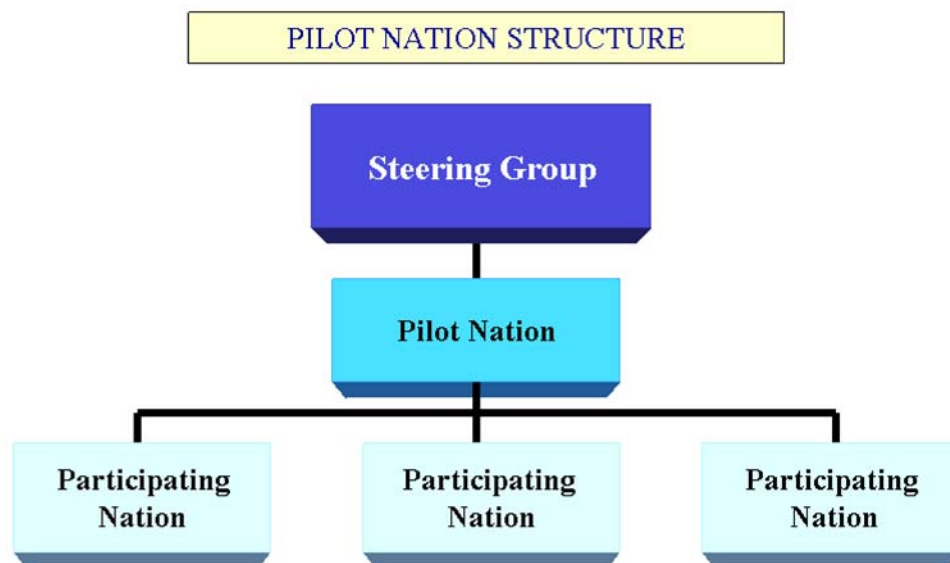 PILOT NATION STRUCTURE
Steering Group
Pilot Nation
Participating
Nation
Participating
Nation
Participating
Nation